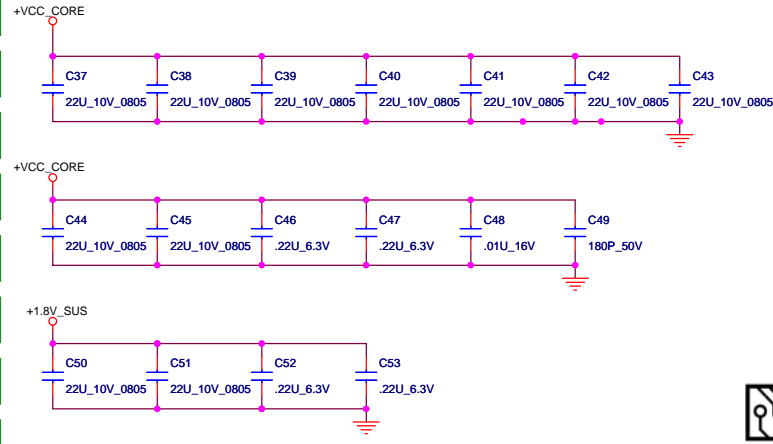 +VCC_CORE
C37 C38 C39 C40 C41 C42 C43
22U_10V_0805 22U_10V_0805 22U_10V_0805 22U_10V_0805 22U_10V_0805 22U_10V_0805 22U_10V_0805
+VCC_CORE
C44 C45 C46 C47 C48 C49
22U_10V_0805 22U_10V_0805 .22U_6.3V .22U_6.3V .01U_16V 180P_50V
+1.8V_SUS
C50 C51 C52 C53
22U_10V_0805 22U_10V_0805 .22U_6.3V .22U_6.3V